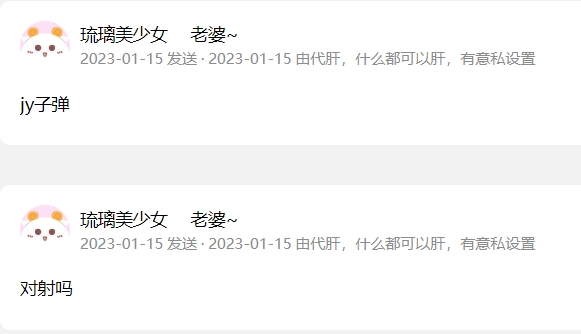 琉璃美少女 老婆~
2023-01-15 发送 · 2023-01-15 由代肝，什么都可以肝，有意私设置
jy子弹
琉璃美少女 老婆~
2023-01-15 发送 · 2023-01-15 由代肝，什么都可以肝，有意私设置
对射吗